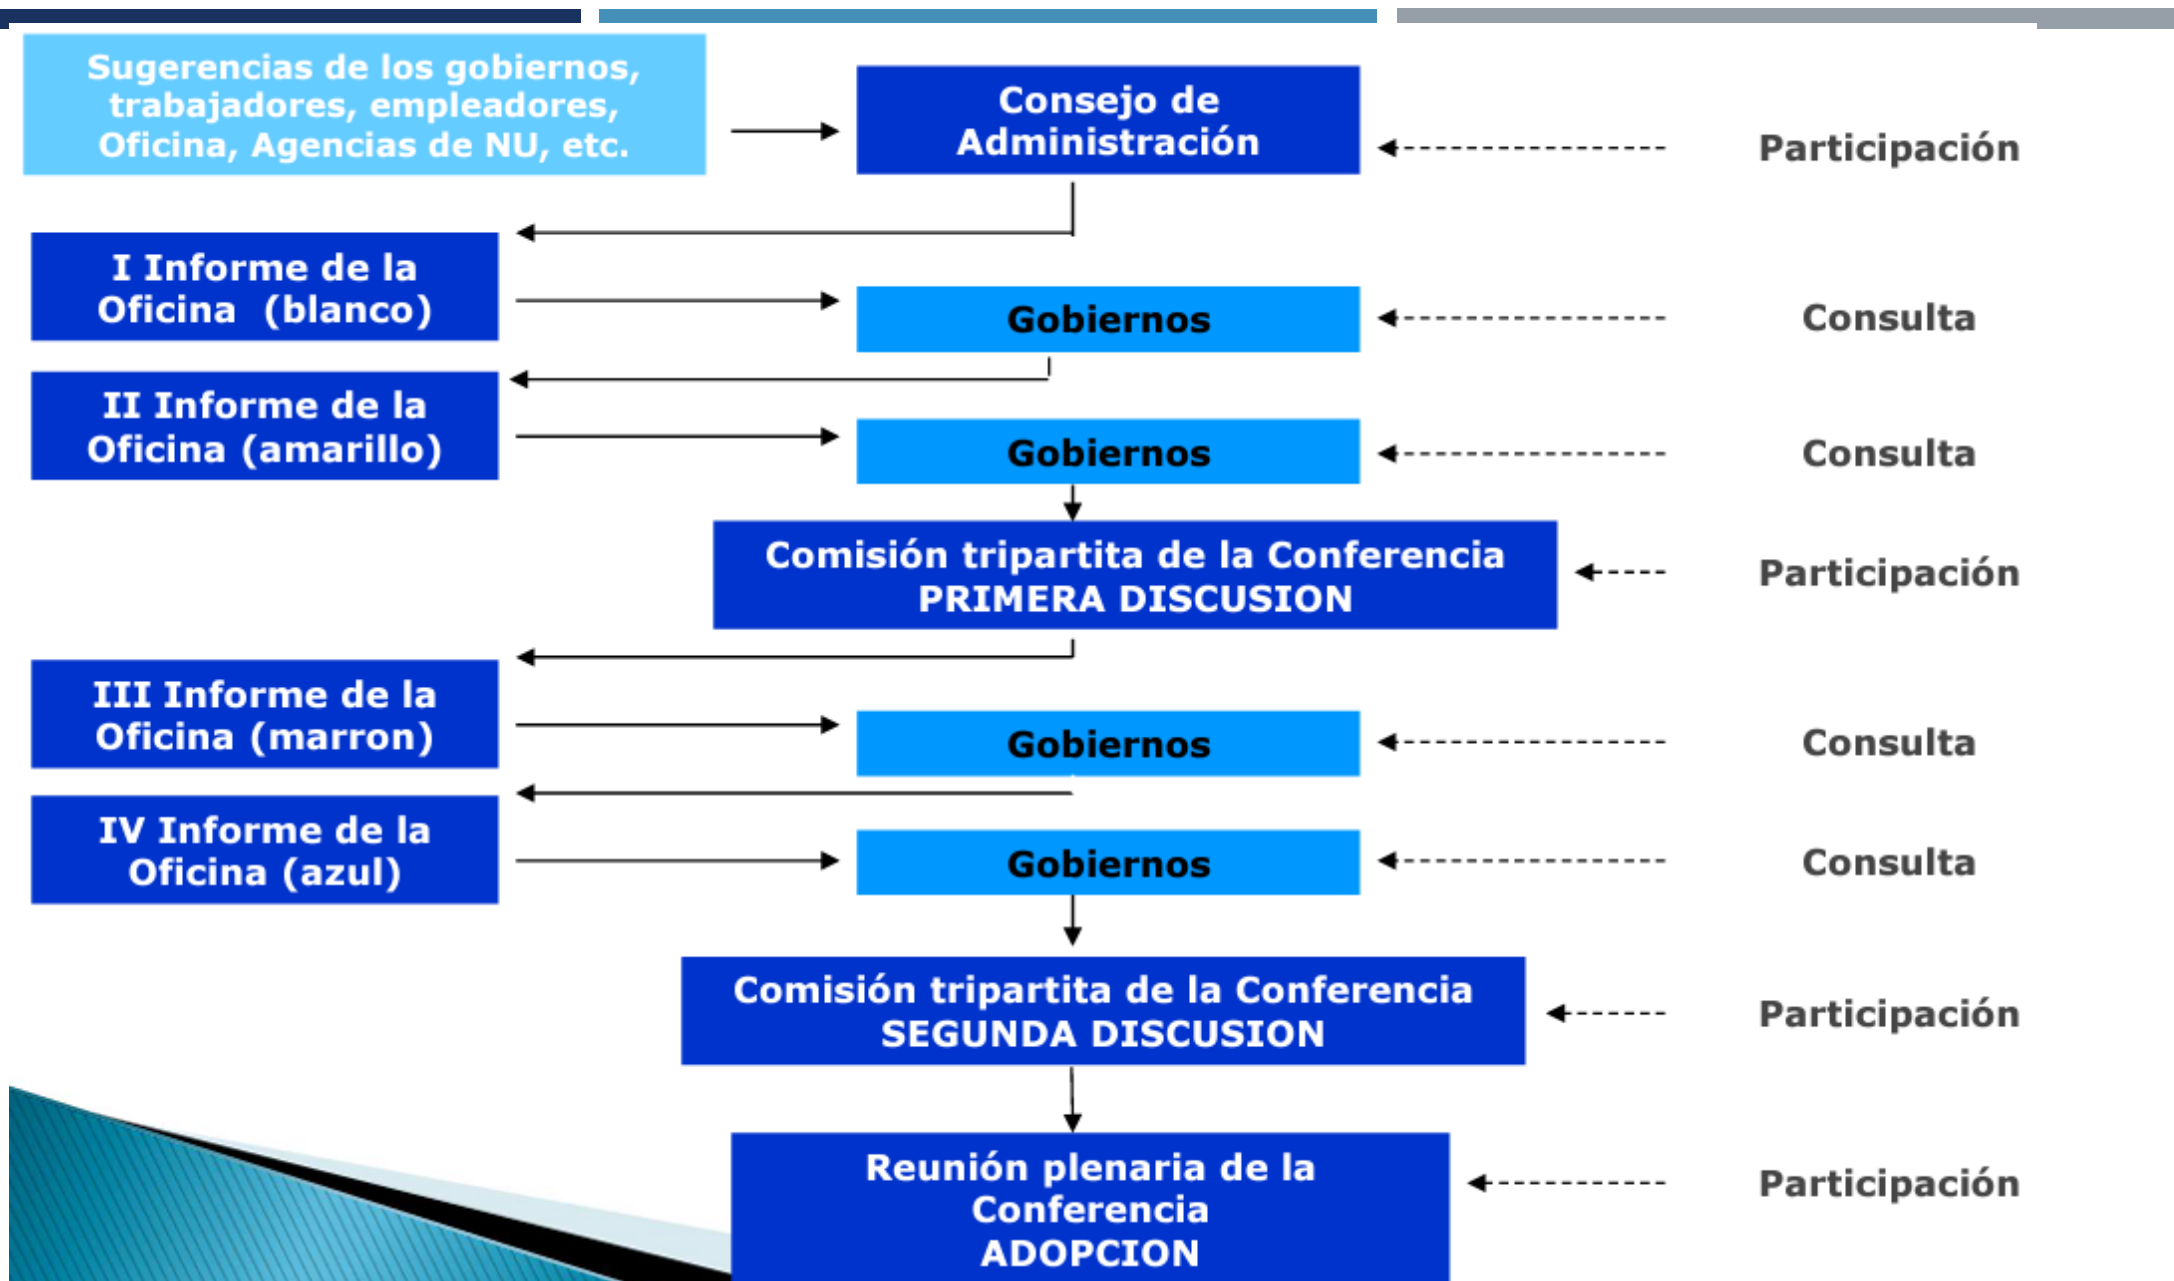 Sugerencias de los gobiernos,
trabajadores, empleadores,
Oficina, Agencias de NU, etc.
Consejo de
Administración
Participación
I Informe de la
Oficina (blanco)
Gobiernos
Consulta
II Informe de la
Oficina (amarillo)
Gobiernos
Consulta
Comisión tripartita de la Conferencia
PRIMERA DISCUSION
Participación
III Informe de la
Oficina (marron)
Gobiernos
Consulta
IV Informe de la
Oficina (azul)
Gobiernos
Consulta
Comisión tripartita de la Conferencia
SEGUNDA DISCUSION
Participación
Reunión plenaria de la
Conferencia
ADOPCION
Participación